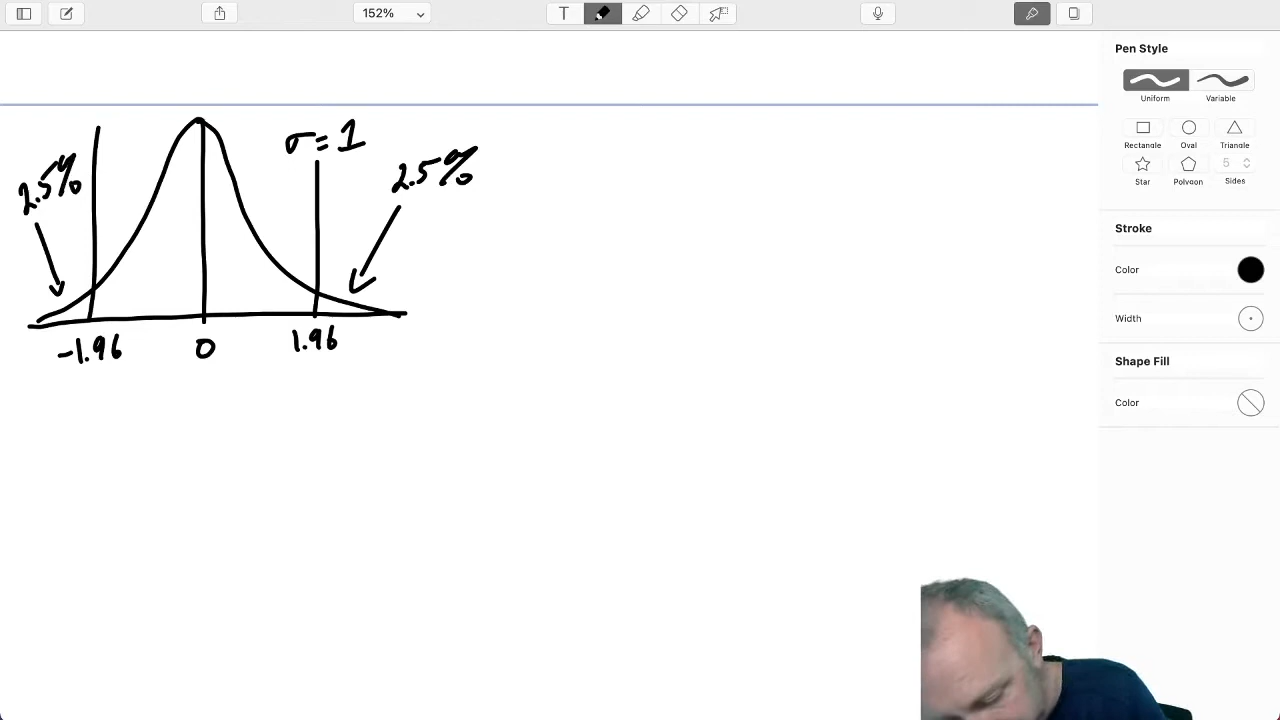 152%
T
Pen Style
Uniform Variable
Rectangle Oval Triangle
5
Star Polygon Sides
Stroke
Color
Width
Shape Fill
Color
σ = 1
2.5% 2.5%
-1.96 0 1.96